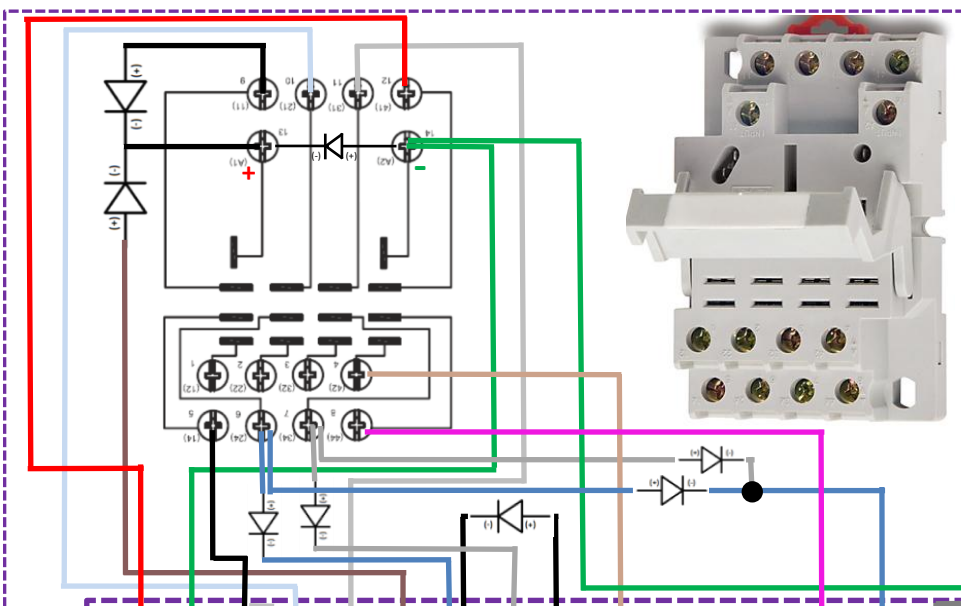 (+)
9 10 11 12
(11) (21) (31) (41)
(-)
13 14
(-) (+)
(A1) (A2)
(-)
+ -
(+)
1 2 3 4
(12) (22) (32) (42)
5 6 7 8
(14) (24) (34) (44)
(+) (-)
(+) (-)
(+) (+)
(-) (+)
(-) (-)